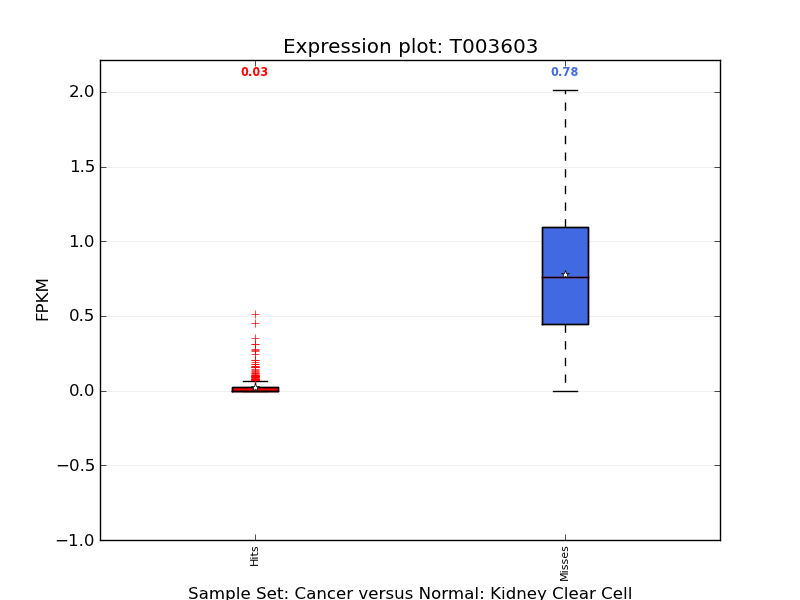 Expression plot: T003603
0.03
0.78
2.0
1.5
1.0
0.5
0.0
−0.5
−1.0
FPKM
Hits
Misses
Sample Set: Cancer versus Normal: Kidney Clear Cell